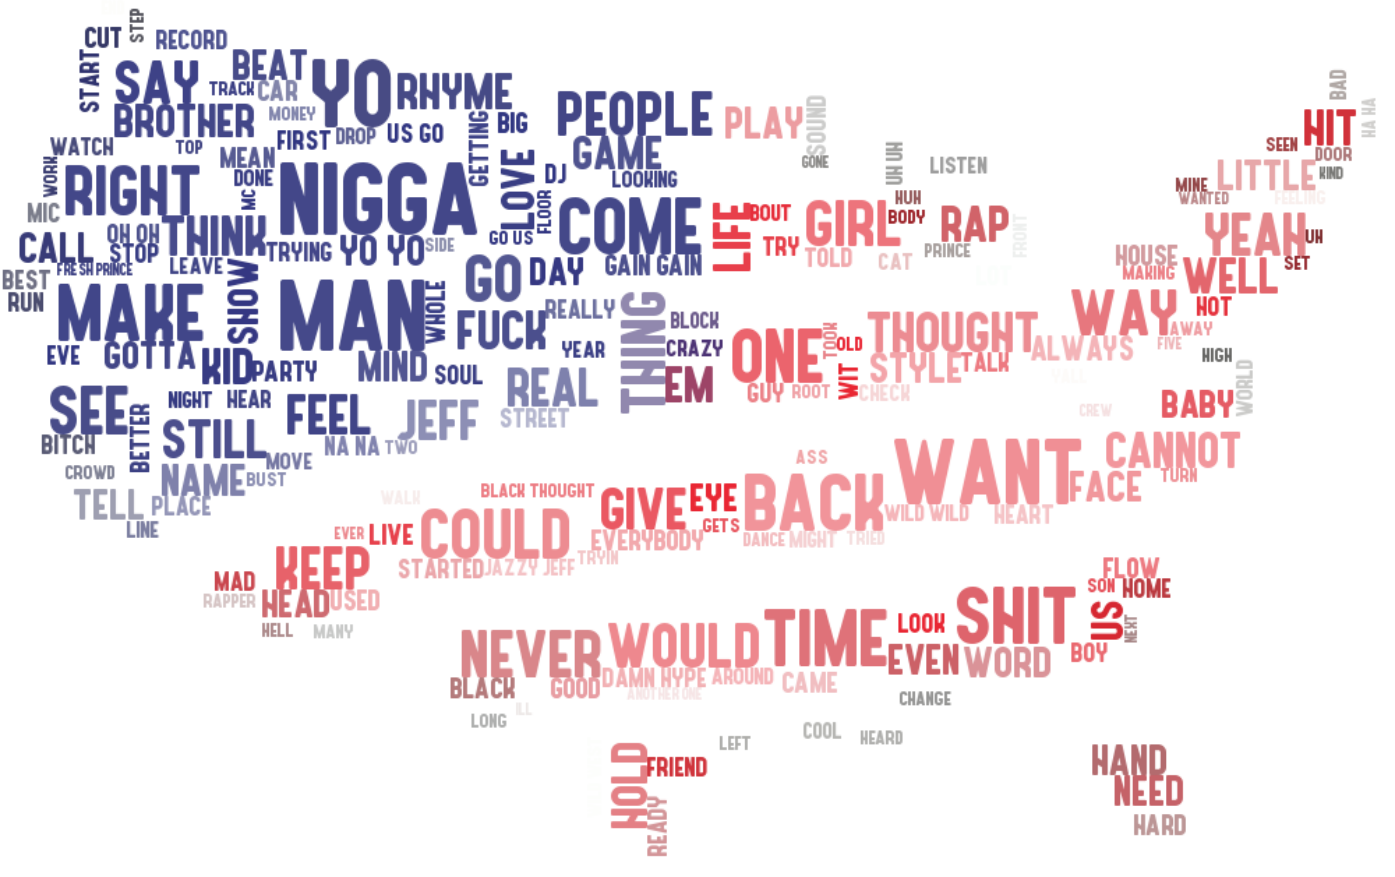 STEP
CUT
RECORD
START
SAY
BEAT
TRACK
CAR
YO
RHYME
BROTHER
MONEY
FIRST
DROP
US GO
GETTING
BIG
PEOPLE
PLAY
SOUND
BAD
HIT
HA HA
WATCH
TOP
MEAN
LOVE
GAME
GONE
UH UH
LISTEN
SEEN
DOOR
WORK
RIGHT
DONE
MC
NIGGA
DJ
LOOKING
LITTLE
KIND
MINE
WANTED
FEELING
MIC
FLOOR
COME
LIFE
BOUT
GIRL
HUH
BODY
RAP
FRONT
OH OH
THINK
TRYING
YO YO
SIDE
GO US
TRY
TOLD
CAT
PRINCE
YEAH
UH
CALL
STOP
FRESH PRINCE
LEAVE
SHOW
GO
DAY
GAIN GAIN
HOUSE
MAKING
WELL
SET
BEST
RUN
MAKE
MAN
WHOLE
FUCK
REALLY
THING
BLOCK
ONE
TOOK
OLD
THOUGHT
WAY
HOT
AWAY
EVE
GOTTA
KID
PARTY
MIND
SOUL
YEAR
CRAZY
EM
WIT
STYLE
TALK
ALWAYS
FIVE
HIGH
WORLD
Y'ALL
SEE
BETTER
NIGHT
HEAR
FEEL
JEFF
REAL
STREET
GUY
ROOT
CHECK
CREW
BABY
BITCH
STILL
NA NA
TWO
CROWD
NAME
MOVE
BUST
ASS
WANT
CANNOT
TURN
TELL
PLACE
WALK
BLACK THOUGHT
GIVE
EYE
BACK
FACE
LINE
EVER
LIVE
COULD
GETS
WILD WILD
HEART
EVERYBODY
DANCE
MIGHT
TRIED
KEEP
STARTED
JAZZY JEFF
TRYIN
FLOW
MAD
RAPPER
HEAD
USED
SON
HOME
HELL
MANY
NEVER
WOULD
TIME
LOOK
SHIT
US
NEXT
EVEN
WORD
BOY
BLACK
GOOD
DAMN
HYPE
AROUND
ANOTHER ONE
CAME
CHANGE
LONG
ILL
LEFT
COOL
HEARD
HOLD
FRIEND
READY
HAND
NEED
HARD